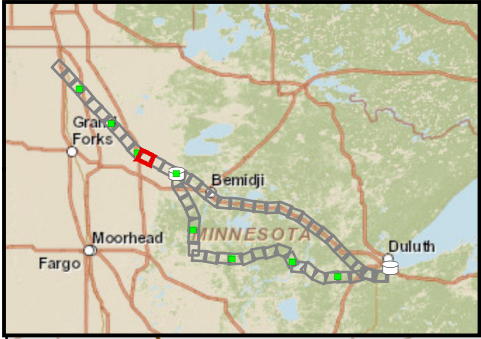 Grand
Forks
Bemidji
MINNESOTA
Moorhead
Duluth
Fargo